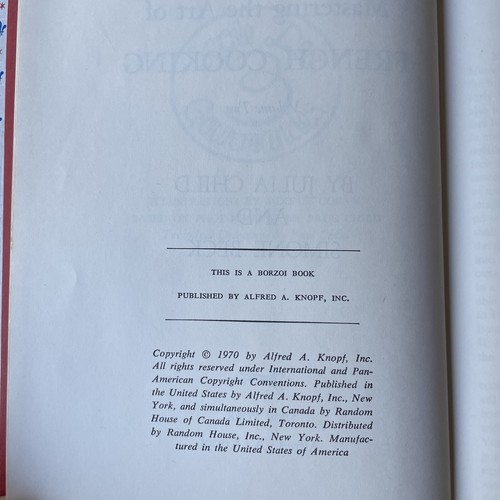 THIS IS A BORZOI BOOK
PUBLISHED BY ALFRED A. KNOPF, INC.
Copyright © 1970 by Alfred A. Knopf, Inc.
All rights reserved under International and Pan-
American Copyright Conventions. Published in
the United States by Alfred A. Knopf, Inc., New
York, and simultaneously in Canada by Random
House of Canada Limited, Toronto. Distributed
by Random House, Inc., New York. Manufac-
tured in the United States of America